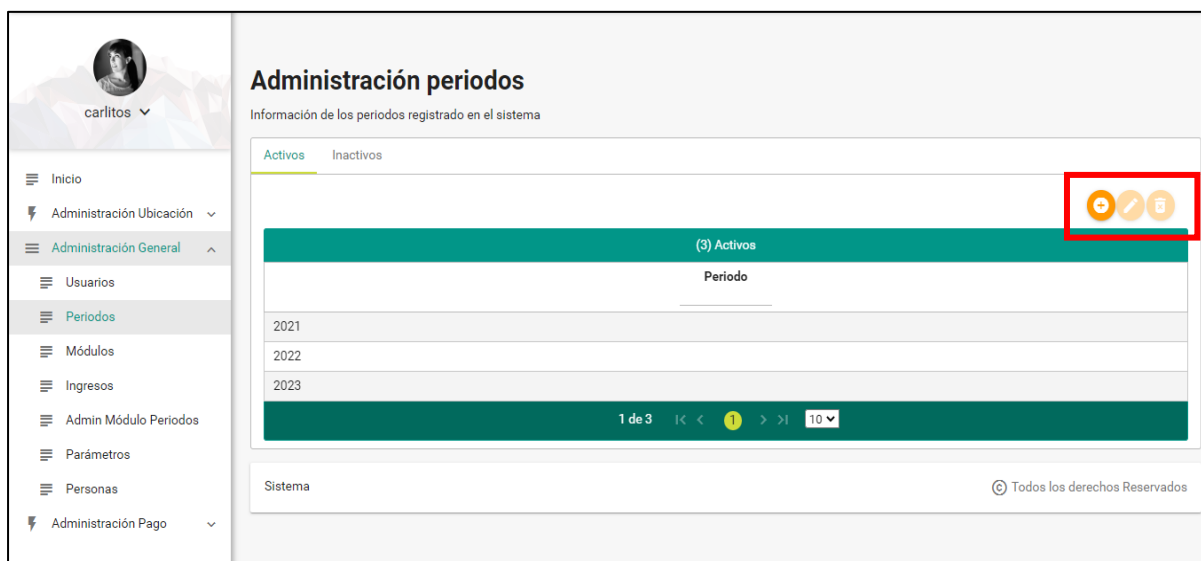 carlitos
Inicio
Administración Ubicación
Administración General
Usuarios
Periodos
Módulos
Ingresos
Admin Módulo Periodos
Parámetros
Personas
Administración Pago
Administración periodos
Información de los periodos registrado en el sistema
Activos Inactivos
(3) Activos
Periodo
2021
2022
2023
1 de 3 1 10
Sistema © Todos los derechos Reservados